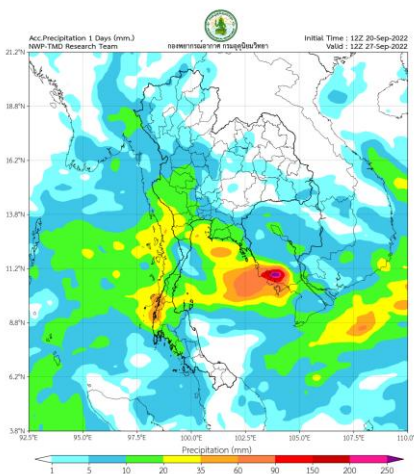 Acc.Precipitation 1 Days (mm.)
NWP-TMD Research Team
กองพยากรณ์อากาศ กรมอุตุนิยมวิทยา
Initial Time : 12Z 20-Sep-2022
Valid : 12Z 27-Sep-2022
21.2°N
18.8°N
16.2°N
13.8°N
11.2°N
8.8°N
6.2°N
3.8°N
92.5°E 95.0°E 97.5°E 100.0°E 102.5°E 105.0°E 107.5°E 110.0°E
Precipitation (mm)
1 5 10 20 35 60 90 150 200 250